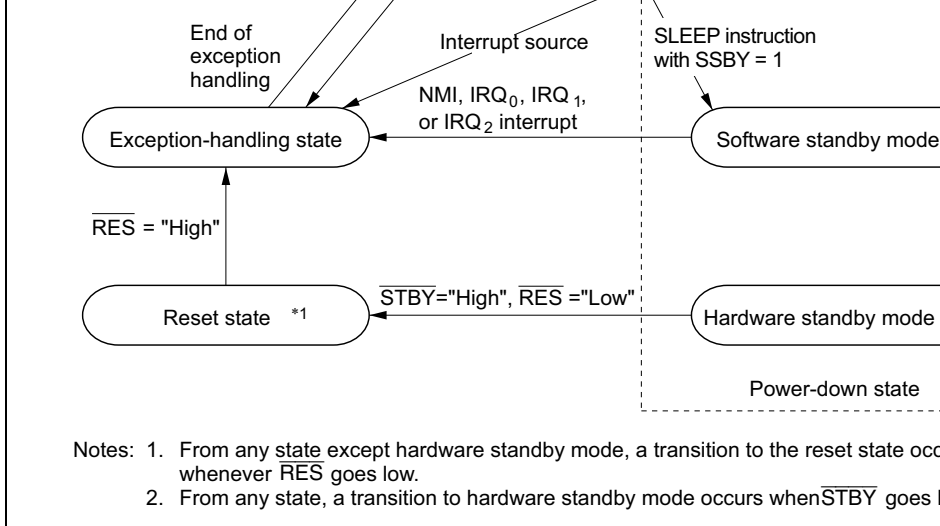 End of
exception
handling
Interrupt source
SLEEP instruction
with SSBY = 1
NMI, IRQ0, IRQ1,
or IRQ2 interrupt
Exception-handling state
Software standby mode
RES = "High"
STBY="High", RES ="Low"
Reset state *1
Hardware standby mode
Power-down state
Notes: 1. From any state except hardware standby mode, a transition to the reset state
whenever RES goes low.
2. From any state, a transition to hardware standby mode occurs when STBY goes